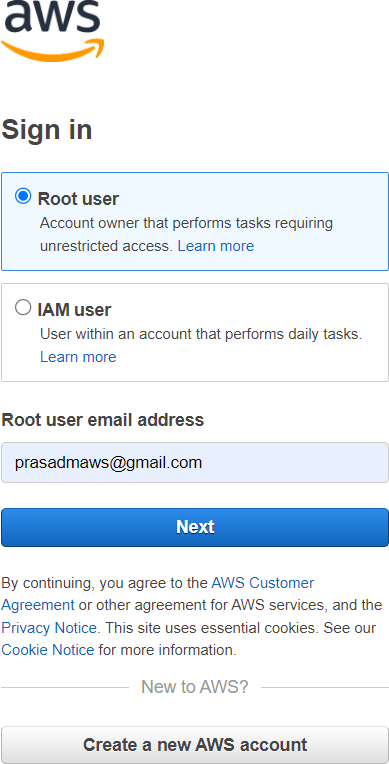 aws
Sign in
Root user
Account owner that performs tasks requiring
unrestricted access. Learn more
IAM user
User within an account that performs daily tasks.
Learn more
Root user email address
prasadmaws@gmail.com
Next
By continuing, you agree to the AWS Customer
Agreement or other agreement for AWS services, and the
Privacy Notice. This site uses essential cookies. See our
Cookie Notice for more information.
New to AWS?
Create a new AWS account